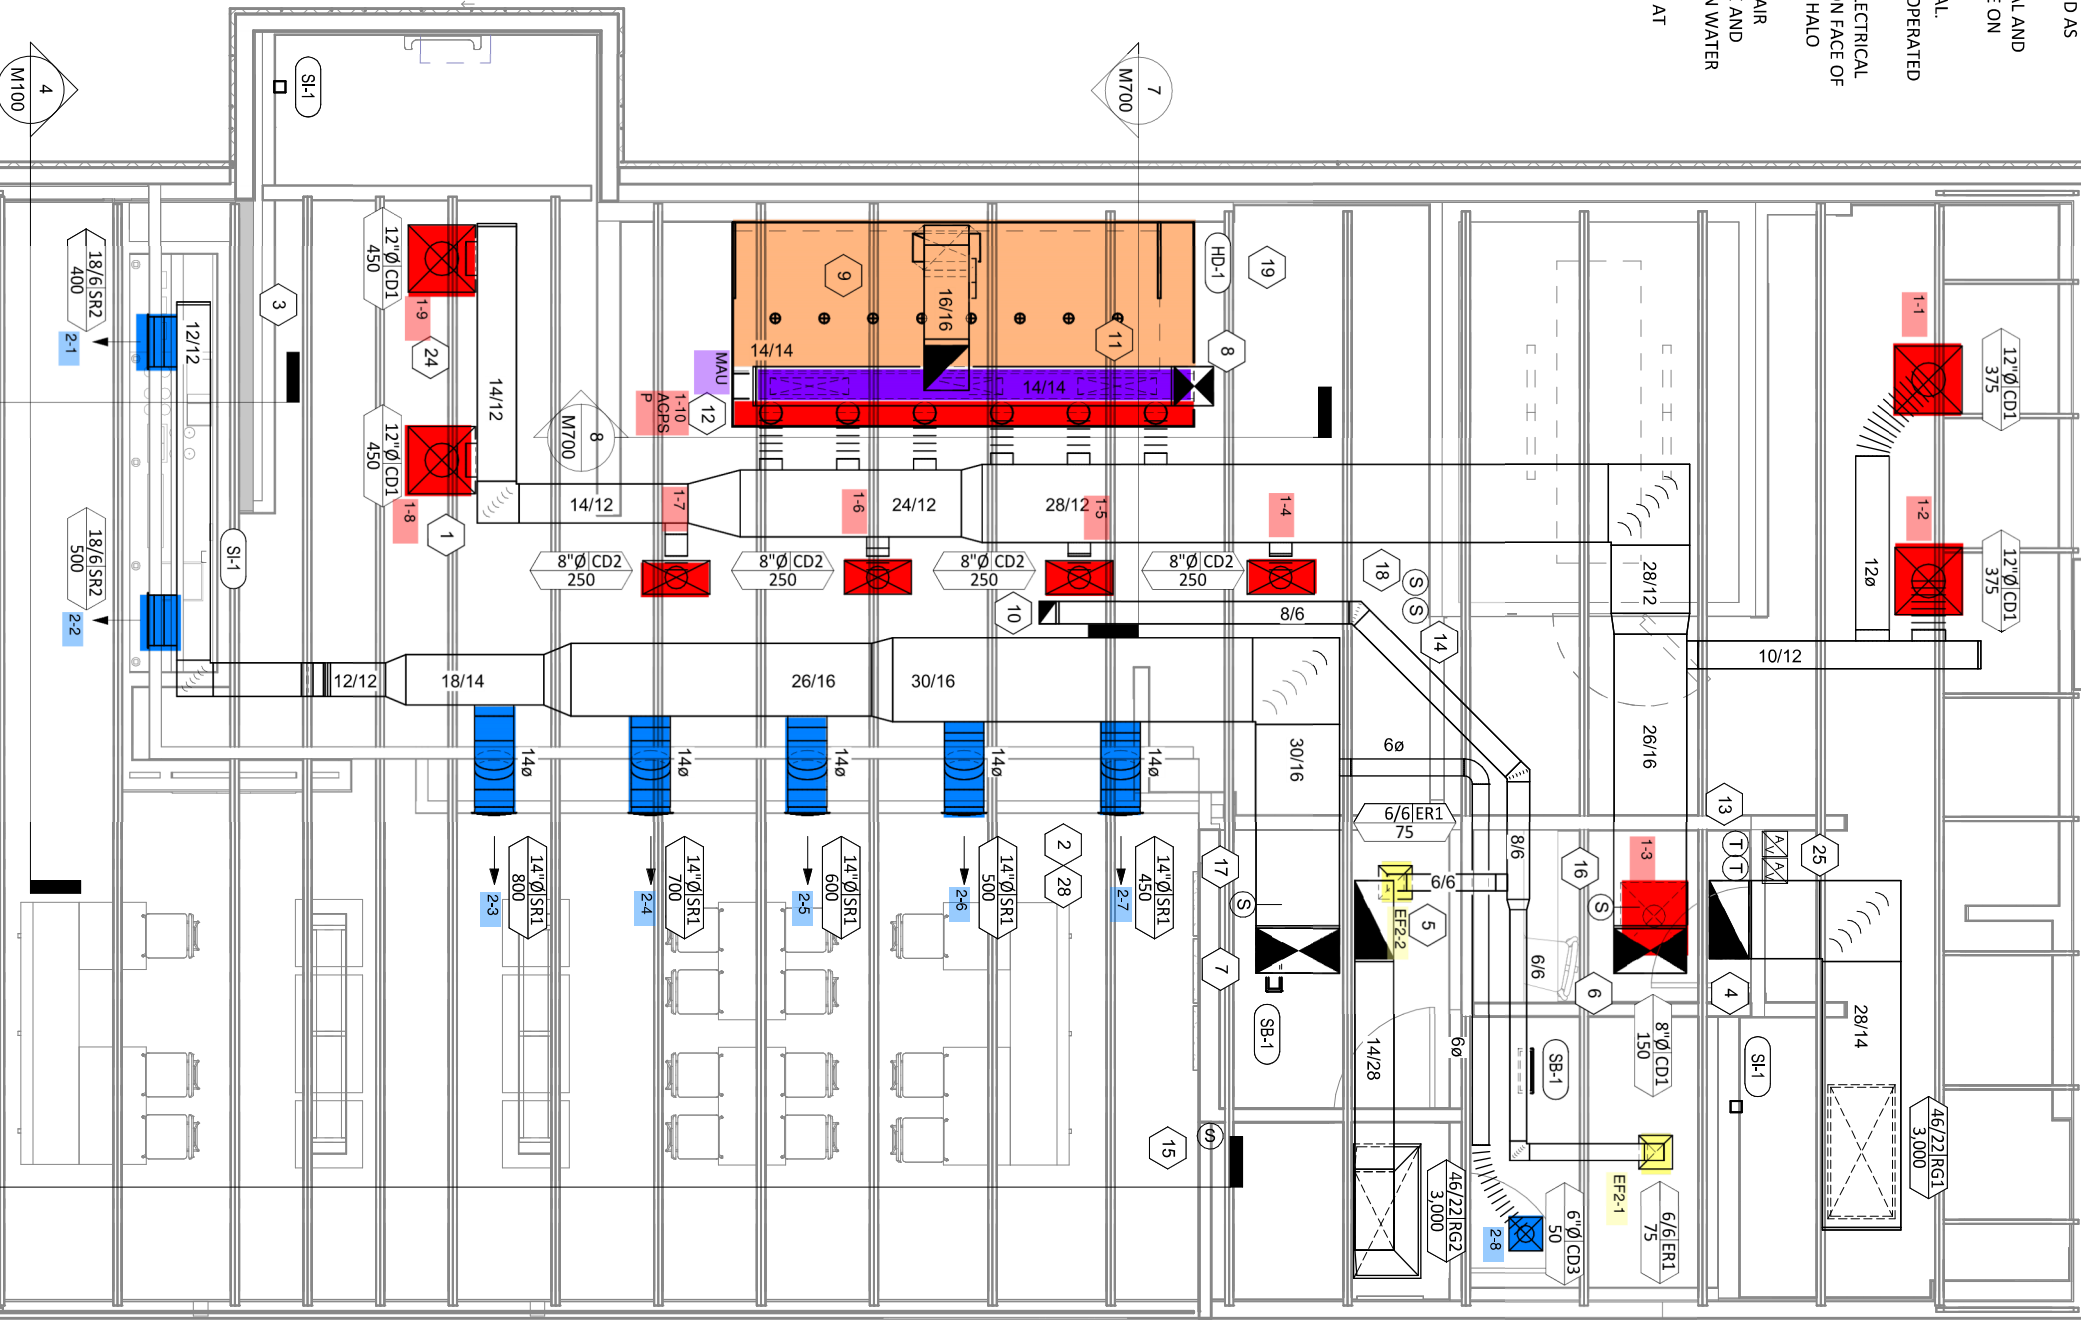 D AS
AL AND
E ON
AL.
OPERATED
LECTRICAL
ON FACE OF
HALO
AIR
E AND
N WATER
AT
4
M100
SI-1
7
M700
18/6 SR2
400
2-1
12/12
3
12"Ø CD1
450
1-9
24
14/12
12"Ø CD1
450
1-8
1
9
16/16
14/14
14/14
MAU
1-10
ACPS
P
12
11
HD-1
19
8
8
M700
1-1
12"Ø CD1
375
1-2
12"Ø CD1
375
12ø
10/12
18/6 SR2
500
2-2
SI-1
14/12
1-7
1-6
24/12
28/12
1-5
1-4
8"Ø CD2
250
8"Ø CD2
250
8"Ø CD2
250
8"Ø CD2
250
18
S
S
14
10
8/6
28/12
26/16
12/12
18/14
26/16
30/16
30/16
6ø
14ø
14ø
14ø
14ø
14ø
6/6 ER1
75
8/6
6/6
EF2-2
5
16
1-3
S
13
T
T
A
V
A
V
25
14"Ø SR1
800
2-3
14"Ø SR1
700
2-4
14"Ø SR1
600
2-5
14"Ø SR1
500
2-6
2
28
14"Ø SR1
450
2-7
17
S
7
SB-1
6/6
6
4
8"Ø CD1
150
28/14
14/28
6ø
SB-1
SI-1
46/22 RG1
3,000
15
S
46/22 RG2
3,000
2-8
6"Ø CD3
50
EF2-1
6/6 ER1
75